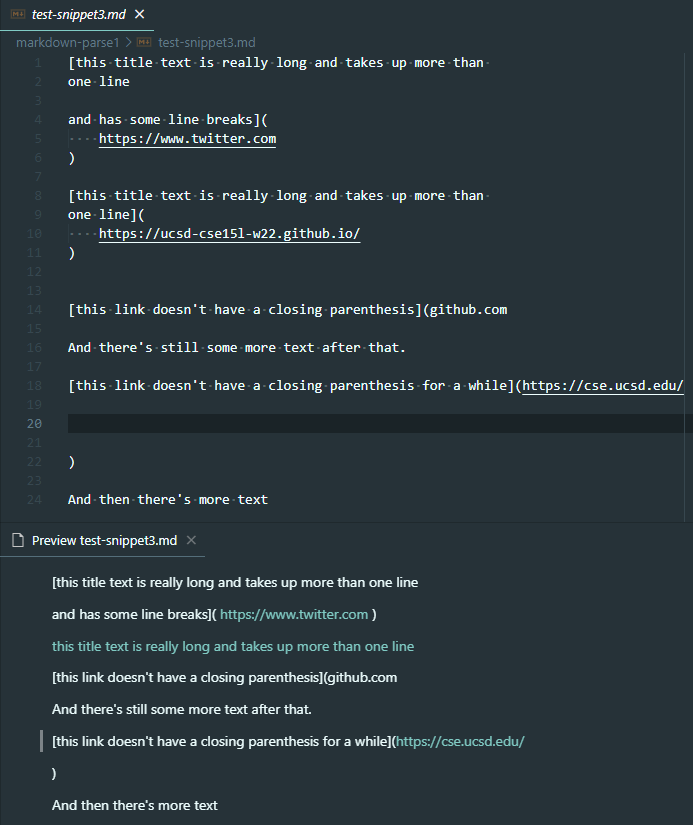 test-snippet3.md
markdown-parse1 > test-snippet3.md
1 [this title text is really long and takes up more than
2 one line
3
4 and has some line breaks](
5 https://www.twitter.com
6 )
7
8 [this title text is really long and takes up more than
9 one line](
10 https://ucsd-cse15l-w22.github.io/
11 )
12
13
14 [this link doesn't have a closing parenthesis](github.com
15
16 And there's still some more text after that.
17
18 [this link doesn't have a closing parenthesis for a while](https://cse.ucsd.edu/
19
20
21
22 )
23
24 And then there's more text
Preview test-snippet3.md
[this title text is really long and takes up more than one line
and has some line breaks]( https://www.twitter.com )
this title text is really long and takes up more than one line
[this link doesn't have a closing parenthesis](github.com
And there's still some more text after that.
[this link doesn't have a closing parenthesis for a while](https://cse.ucsd.edu/
)
And then there's more text